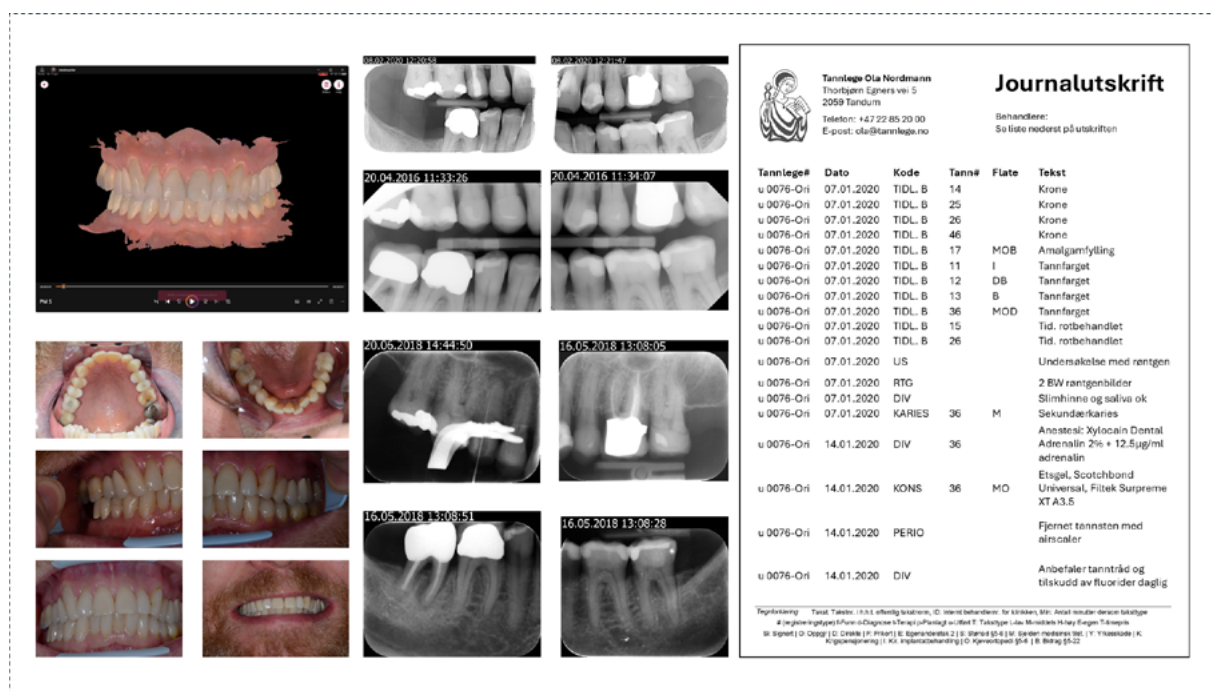 08.02.2020 12:20:58
08.02.2020 12:21:47
20.04.2016 11:33:26
20.04.2016 11:34:07
20.06.2018 14:44:50
16.05.2018 13:08:05
16.05.2018 13:08:51
16.05.2018 13:08:28
Tannlege Ola Nordmann
Thorbjørn Egners vei 5
2059 Tandum
Telefon: +47 22 85 20 00
E-post: ola@tannlege.no
Journalutskrift
Behandlere:
Se liste nederst på utskriften
Tannlege# Dato Kode Tann# Flate Tekst
u 0076-Ori 07.01.2020 TIDL. B 14 Krone
u 0076-Ori 07.01.2020 TIDL. B 25 Krone
u 0076-Ori 07.01.2020 TIDL. B 26 Krone
u 0076-Ori 07.01.2020 TIDL. B 46 Krone
u 0076-Ori 07.01.2020 TIDL. B 17 MOB Amalgamfylling
u 0076-Ori 07.01.2020 TIDL. B 11 I Tannfarget
u 0076-Ori 07.01.2020 TIDL. B 12 DB Tannfarget
u 0076-Ori 07.01.2020 TIDL. B 13 B Tannfarget
u 0076-Ori 07.01.2020 TIDL. B 36 MOD Tannfarget
u 0076-Ori 07.01.2020 TIDL. B 15 Tid. rotbehandlet
u 0076-Ori 07.01.2020 TIDL. B 26 Tid. rotbehandlet
u 0076-Ori 07.01.2020 US Undersøkelse med røntgen
u 0076-Ori 07.01.2020 RTG 2 BW røntgenbilder
u 0076-Ori 07.01.2020 DIV Slimhinne og saliva ok
u 0076-Ori 07.01.2020 KARIES 36 M Sekundærkaries
Anestesi: Xylocain Dental
u 0076-Ori 14.01.2020 DIV 36 Adrenalin 2% + 12.5µg/ml
adrenalin
Etsgel, Scotchbond
u 0076-Ori 14.01.2020 KONS 36 MO Universal, Filtek Surpreme
XT A3.5
u 0076-Ori 14.01.2020 PERIO Fjernet tannsten med
airscaler
u 0076-Ori 14.01.2020 DIV Anbefaler tanntråd og
tilskudd av fluorider daglig